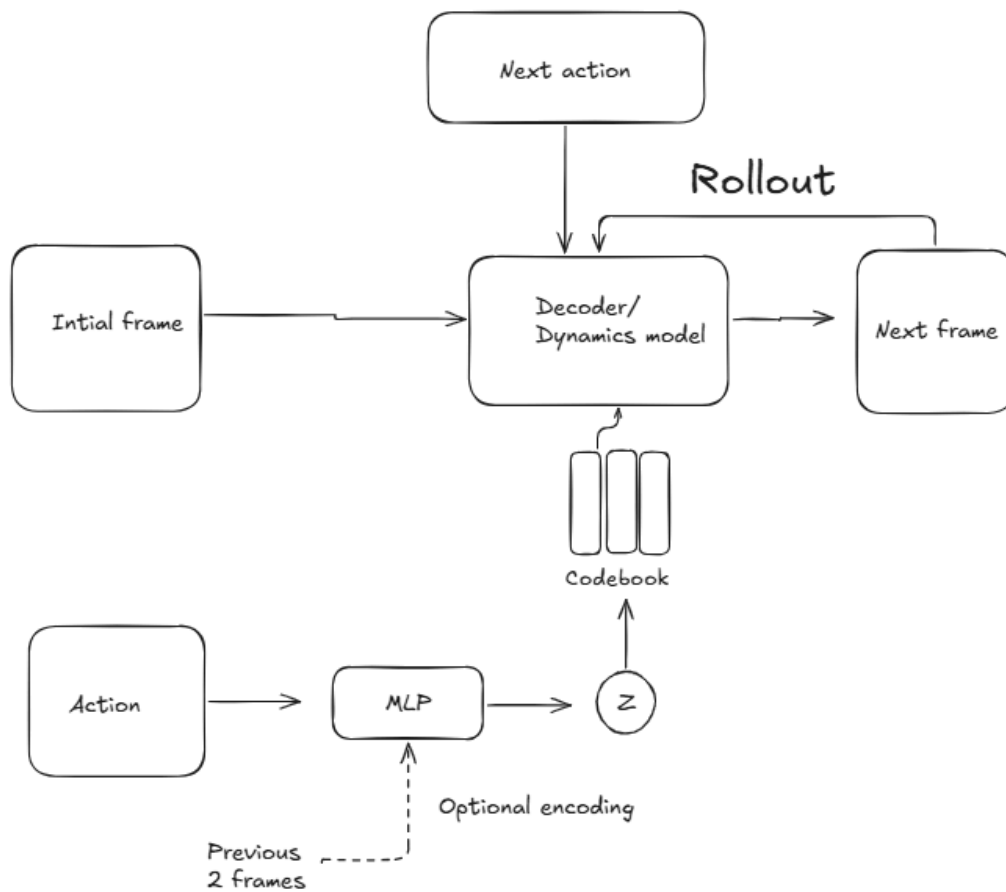 Next action
Rollout
Intial frame
Decoder/
Dynamics model
Next frame
Codebook
Action
MLP
Z
Optional encoding
Previous
2 frames